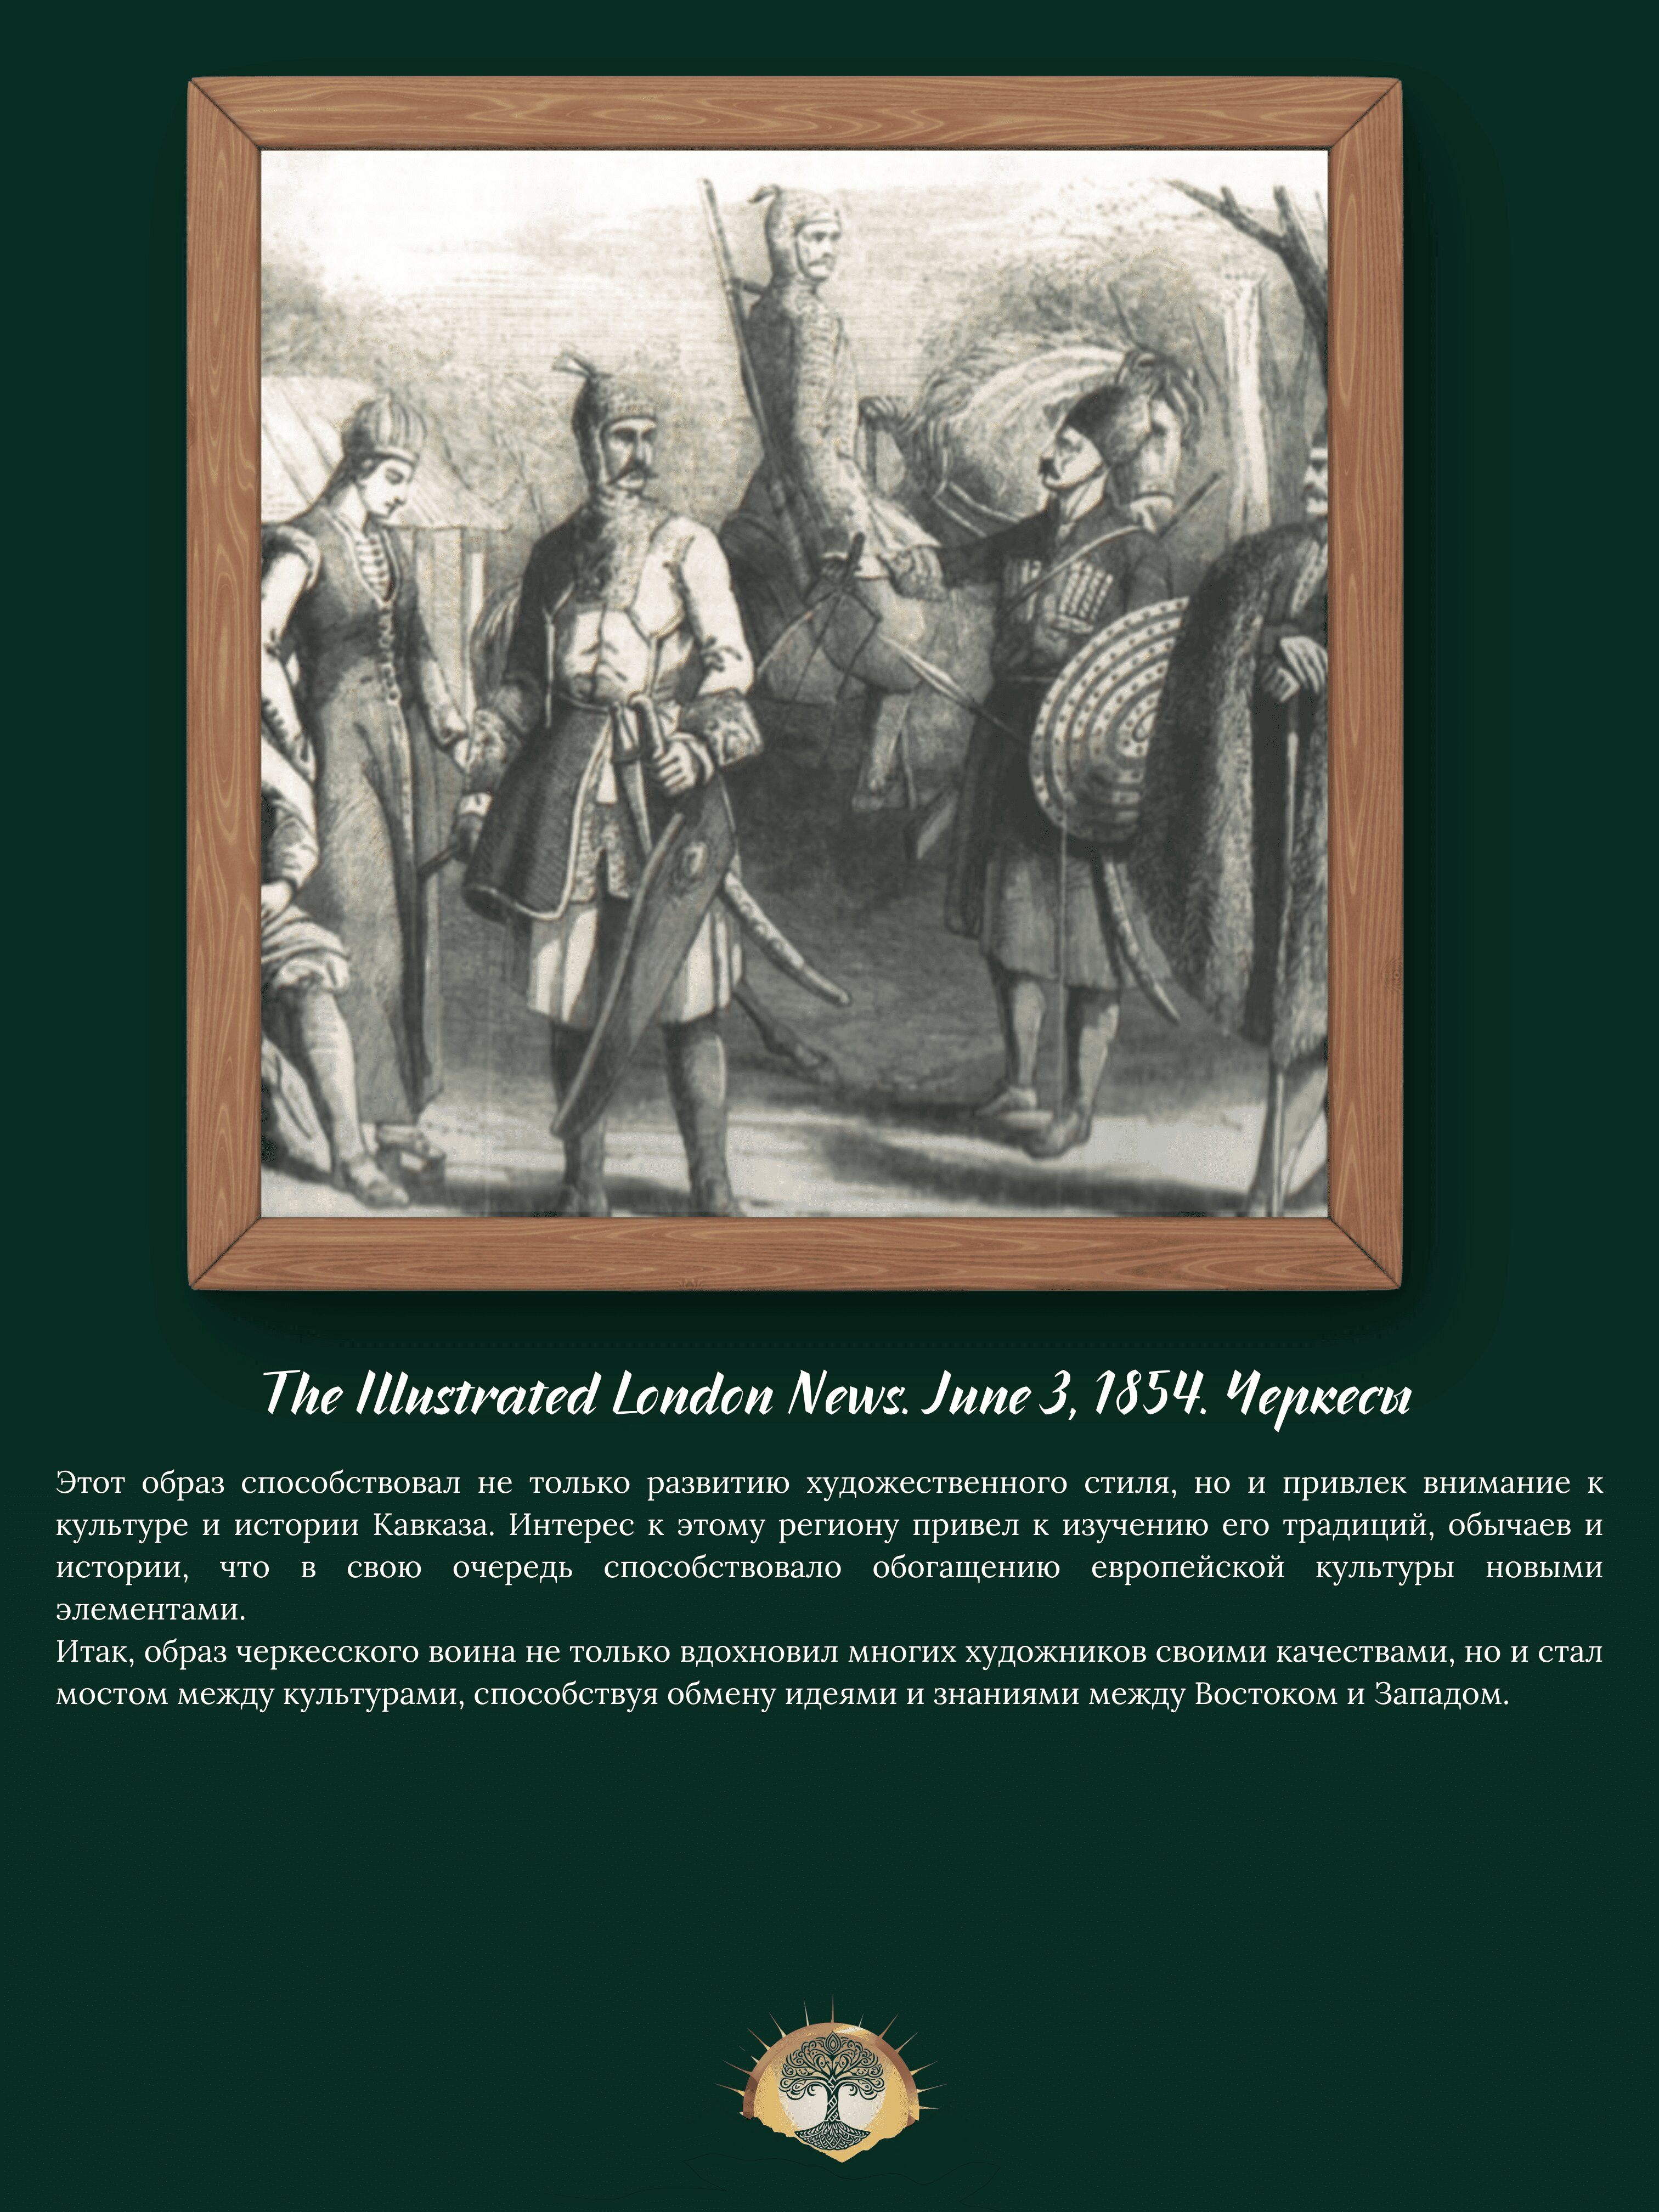 The Illustrated London News. June 3, 1854. Черкесы
Этот образ способствовал не только развитию художественного стиля, но и привлек внимание к
культуре и истории Кавказа. Интерес к этому региону привел к изучению его традиций, обычаев и
истории, что в свою очередь способствовало обогащению европейской культуры новыми
элементами.
Итак, образ черкесского воина не только вдохновил многих художников своими качествами, но и стал
мостом между культурами, способствуя обмену идеями и знаниями между Востоком и Западом.